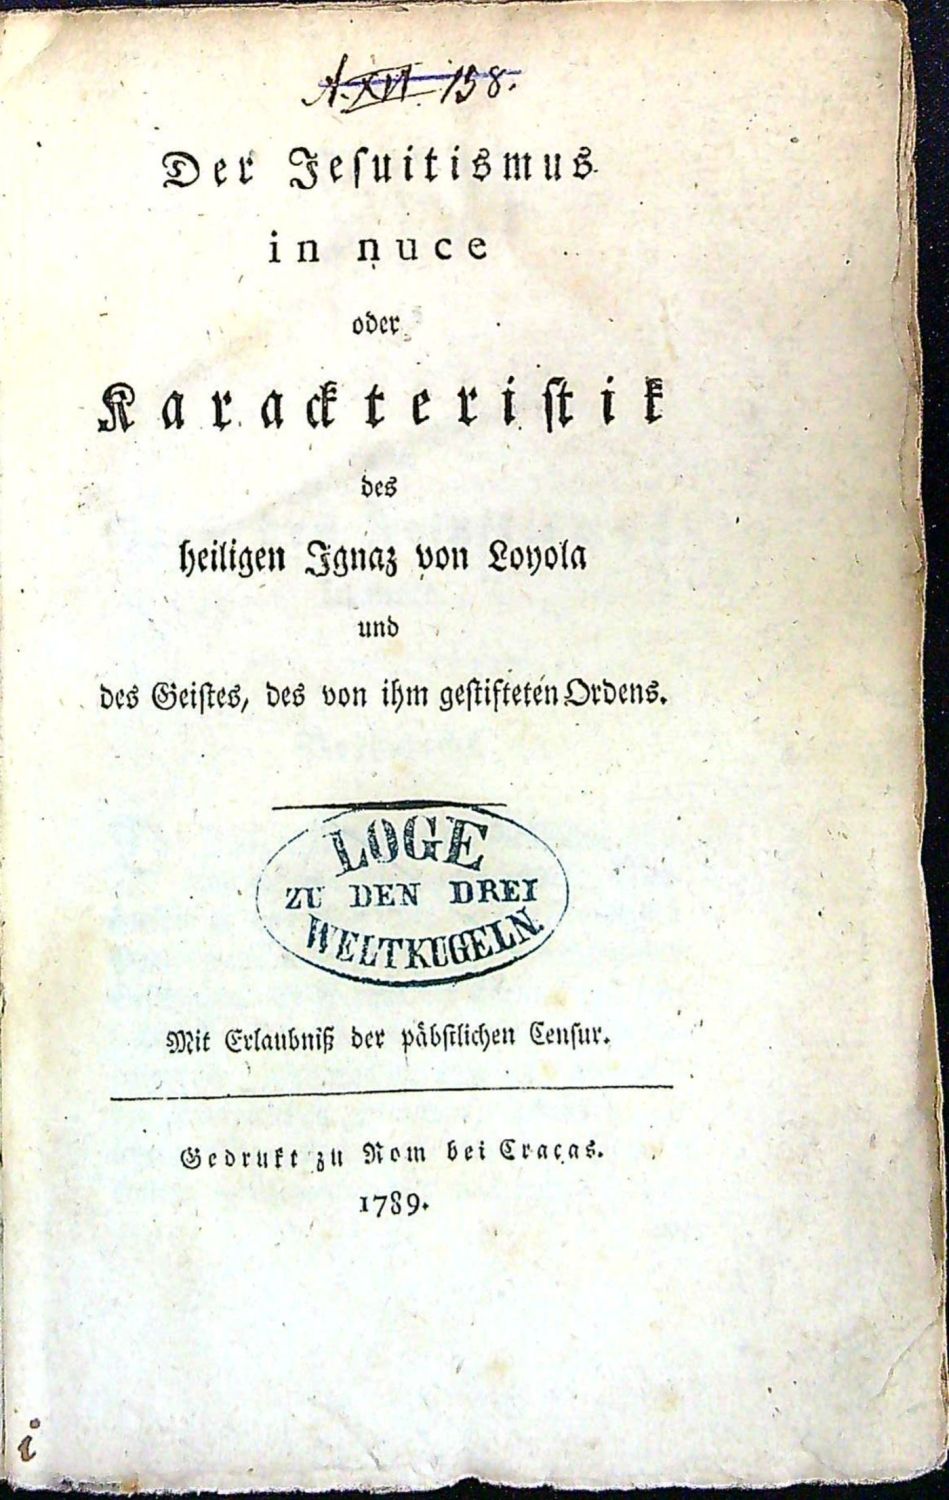 A. XVI. 158.
Der Jesuitismus
in nuce
oder
Karackteristik
des
heiligen Ignaz von Loyola
und
des Geistes, des von ihm gestifteten Ordens.
LOGE
ZU DEN DREI
WELTKUGELN
Mit Erlaubniß der päbstlichen Censur.
Gedrukt zu Rom bei Cracas.
1789.
i